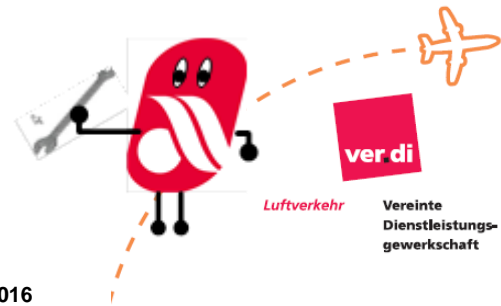 ver.di
Luftverkehr
Vereinte
Dienstleistungs-
gewerkschaft
016